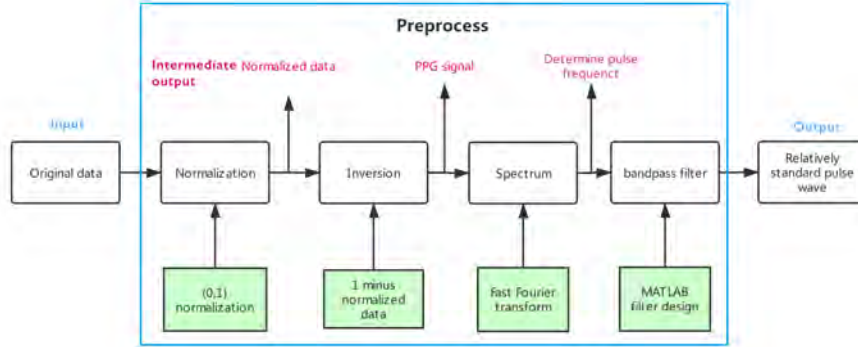 Preprocess
Intermediate Normalized data
output
PPG signal
Determine pulse
frequenct
Input
Output
Original data
Normalization
Inversion
Spectrum
bandpass filter
Relatively
standard pulse
wave
(0,1)
normalization
1 minus
normalized
data
Fast Fourier
transform
MATLAB
filter design